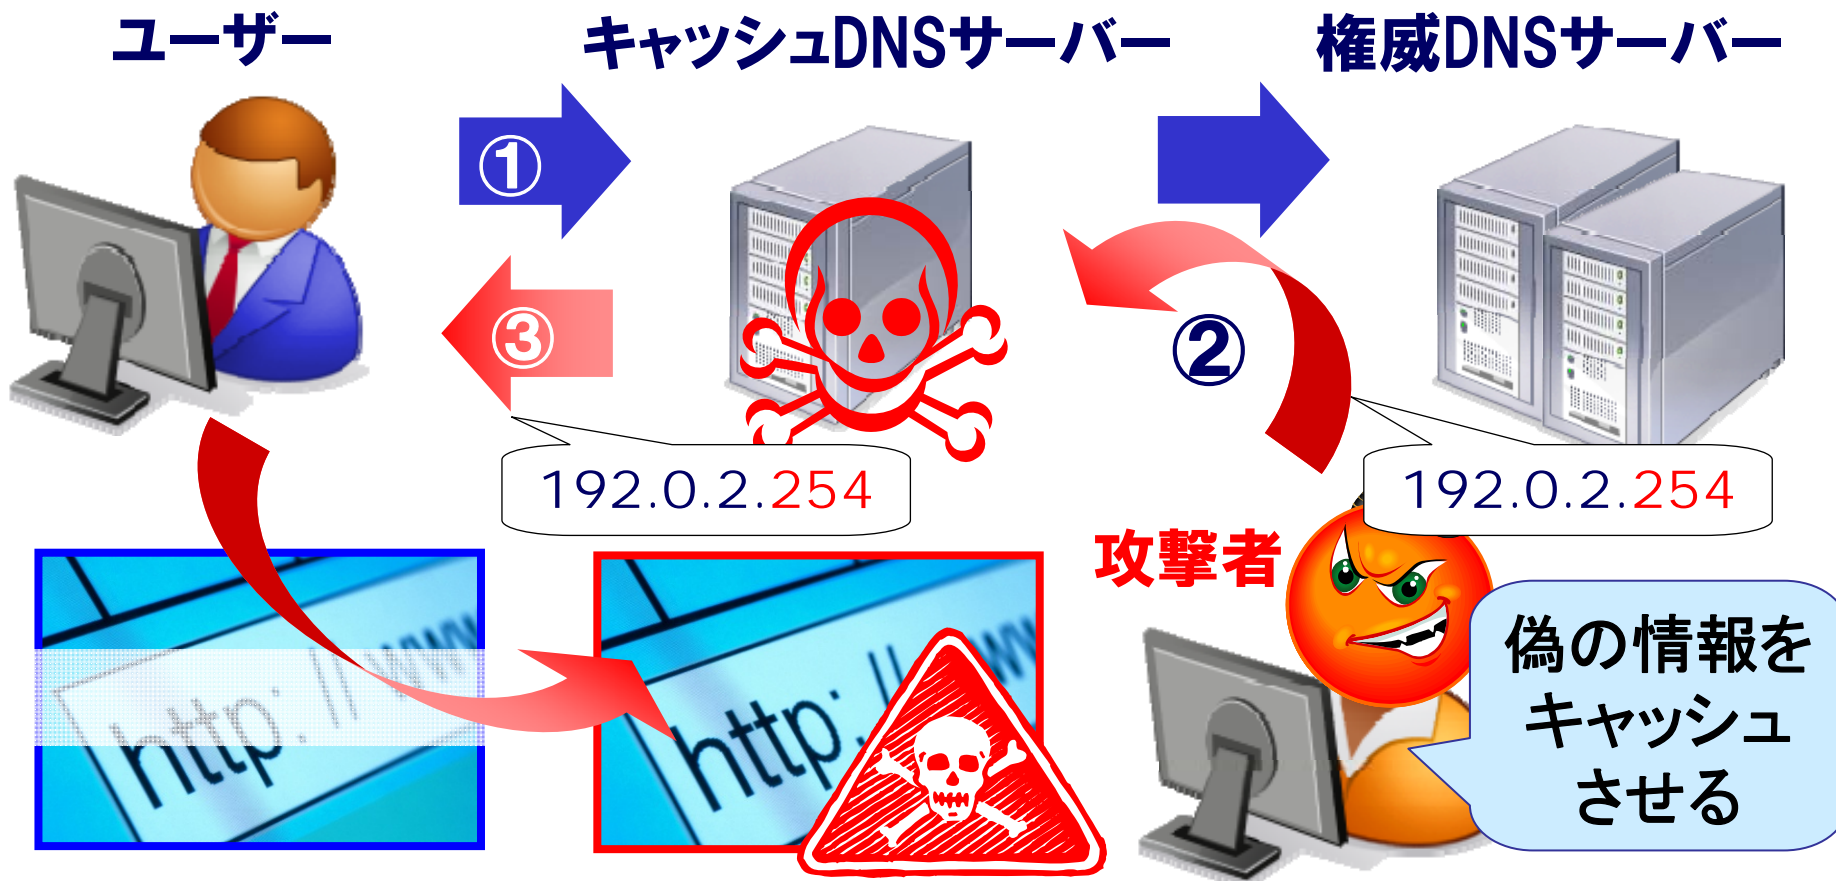 ユーザー
キャッシュDNSサーバー
権威DNSサーバー
①
③
②
192.0.2.254
192.0.2.254
攻撃者
偽の情報を
キャッシュ
させる
http: // www
http: // ww